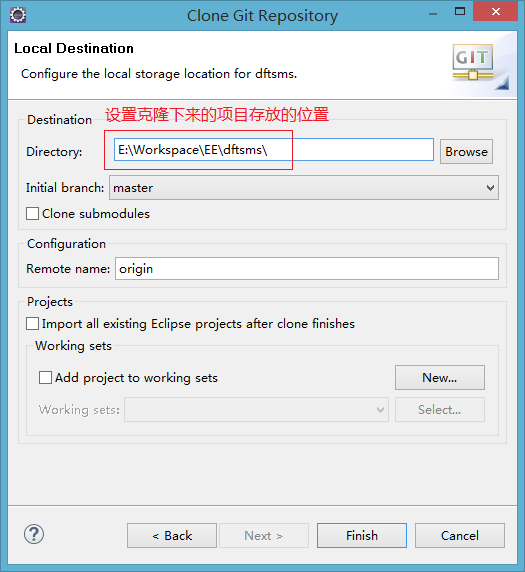 Clone Git Repository
Local Destination
Configure the local storage location for dftsms.
GIT
设置克隆下来的项目存放的位置
Destination
Directory: E:\Workspace\EE\dftsms\ Browse
Initial branch: master
Clone submodules
Configuration
Remote name: origin
Projects
Import all existing Eclipse projects after clone finishes
Working sets
Add project to working sets New...
Working sets: Select...
? < Back Next > Finish Cancel